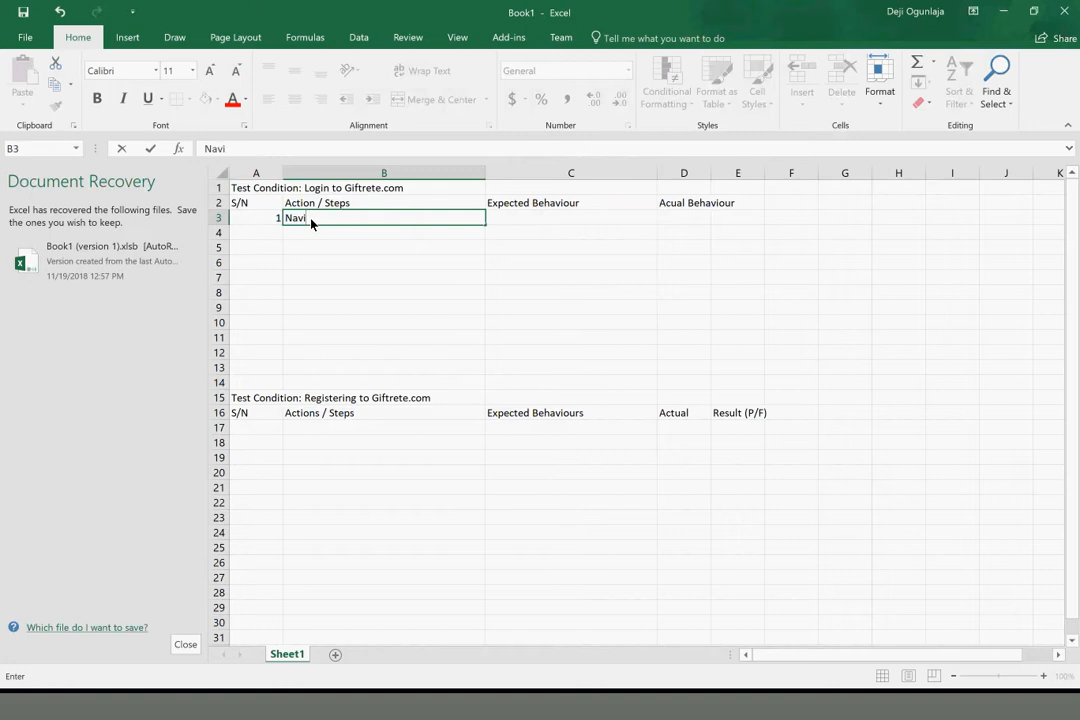 Book1 - Excel
Deji Ogunlaja
File Home Insert Draw Page Layout Formulas Data Review View Add-ins Team Tell me what you want to do Share
Paste
Calibri 11
Wrap Text
General
Conditional Formatting
Format as Table
Cell Styles
Insert
Delete
Format
Sort & Filter
Find & Select
B I U
Merge & Center
$ % ,
Clipboard Font Alignment Number Styles Cells Editing
B3 fx Navi
Document Recovery
Excel has recovered the following files. Save
the ones you wish to keep.
Book1 (version 1).xlsb [AutoR...
Version created from the last Auto...
11/19/2018 12:57 PM
Which file do I want to save?
Close
A B C D E F G H I J K
1 Test Condition: Login to Giftrete.com
2 S/N Action / Steps Expected Behaviour Acual Behaviour
3 1 Navi
4
5
6
7
8
9
10
11
12
13
14
15 Test Condition: Registering to Giftrete.com
16 S/N Actions / Steps Expected Behaviours Actual Result (P/F)
17
18
19
20
21
22
23
24
25
26
27
28
29
30
31
Sheet1
Enter
100%